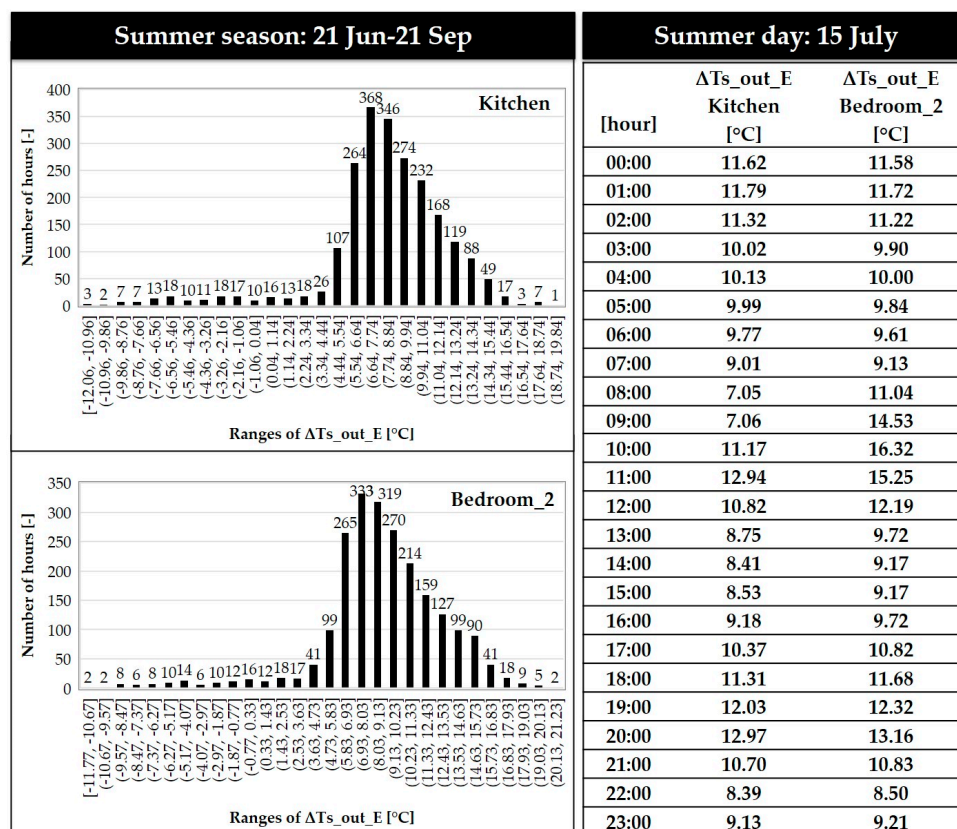 Summer season: 21 Jun-21 Sep
Kitchen
Number of hours [-]
400
350
300
250
200
150
100
50
0
3 2 7 7 13 18 10 11 18 17 10 16 13 18 26 107 264 368 346 274 232 168 119 88 49 17 3 7 1
[-12.06, -10.96]
(-10.96, -9.86]
(-9.86, -8.76]
(-8.76, -7.66]
(-7.66, -6.56]
(-6.56, -5.46]
(-5.46, -4.36]
(-4.36, -3.26]
(-3.26, -2.16]
(-2.16, -1.06]
(-1.06, 0.04]
(0.04, 1.14]
(1.14, 2.24]
(2.24, 3.34]
(3.34, 4.44]
(4.44, 5.54]
(5.54, 6.64]
(6.64, 7.74]
(7.74, 8.84]
(8.84, 9.94]
(9.94, 11.04]
(11.04, 12.14]
(12.14, 13.24]
(13.24, 14.34]
(14.34, 15.44]
(15.44, 16.54]
(16.54, 17.64]
(17.64, 18.74]
(18.74, 19.84]
Ranges of ΔTs_out_E [°C]
Bedroom_2
Number of hours [-]
350
300
250
200
150
100
50
0
2 2 8 6 8 10 14 6 10 12 16 12 18 17 41 99 265 333 319 270 214 159 127 99 90 41 18 9 5 2
[-11.77, -10.67]
(-10.67, -9.57]
(-9.57, -8.47]
(-8.47, -7.37]
(-7.37, -6.27]
(-6.27, -5.17]
(-5.17, -4.07]
(-4.07, -2.97]
(-2.97, -1.87]
(-1.87, -0.77]
(-0.77, 0.33]
(0.33, 1.43]
(1.43, 2.53]
(2.53, 3.63]
(3.63, 4.73]
(4.73, 5.83]
(5.83, 6.93]
(6.93, 8.03]
(8.03, 9.13]
(9.13, 10.23]
(10.23, 11.33]
(11.33, 12.43]
(12.43, 13.53]
(13.53, 14.63]
(14.63, 15.73]
(15.73, 16.83]
(16.83, 17.93]
(17.93, 19.03]
(19.03, 20.13]
(20.13, 21.23]
Ranges of ΔTs_out_E [°C]
Summer day: 15 July
[hour]
ΔTs_out_E
Kitchen
[°C]
ΔTs_out_E
Bedroom_2
[°C]
00:00 11.62 11.58
01:00 11.79 11.72
02:00 11.32 11.22
03:00 10.02 9.90
04:00 10.13 10.00
05:00 9.99 9.84
06:00 9.77 9.61
07:00 9.01 9.13
08:00 7.05 11.04
09:00 7.06 14.53
10:00 11.17 16.32
11:00 12.94 15.25
12:00 10.82 12.19
13:00 8.75 9.72
14:00 8.41 9.17
15:00 8.53 9.17
16:00 9.18 9.72
17:00 10.37 10.82
18:00 11.31 11.68
19:00 12.03 12.32
20:00 12.97 13.16
21:00 10.70 10.83
22:00 8.39 8.50
23:00 9.13 9.21